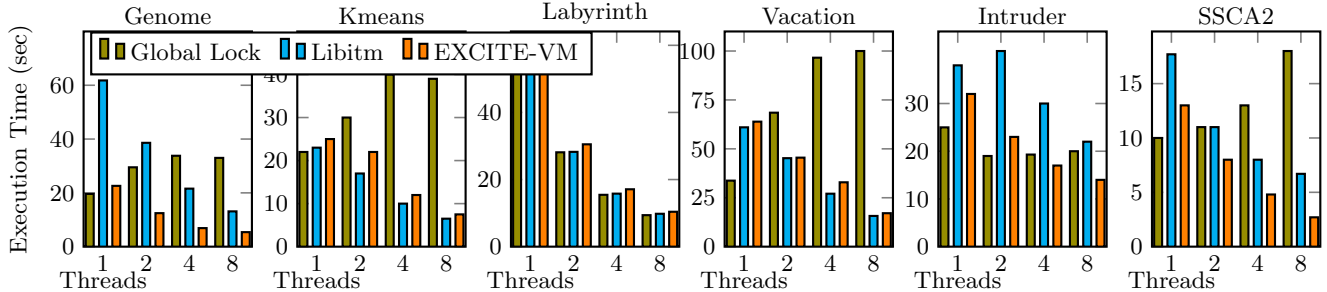 Genome Kmeans Labyrinth Vacation Intruder SSCA2
Global Lock Libitm EXCITE-VM
Execution Time (sec)
60
40
20
0
1 2 4 8
Threads
40
30
20
10
0
1 2 4 8
Threads
40
20
0
1 2 4 8
Threads
100
75
50
25
0
1 2 4 8
Threads
30
20
10
0
1 2 4 8
Threads
15
10
5
0
1 2 4 8
Threads